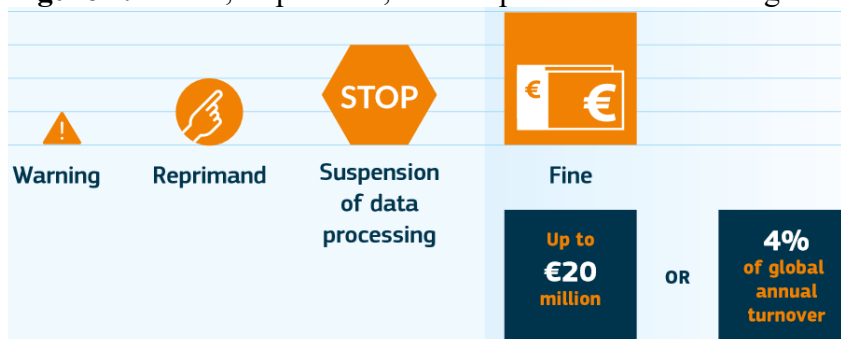 STOP
€ €
Warning
Reprimand
Suspension
of data
processing
Fine
Up to
€20
million
OR
4%
of global
annual
turnover